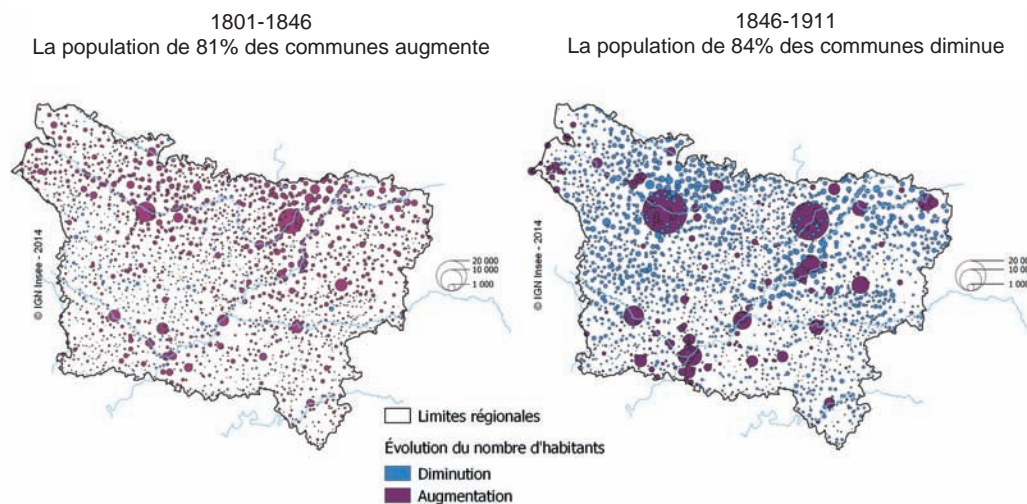 1801-1846
La population de 81% des communes augmente
1846-1911
La population de 84% des communes diminue
© IGN Insee - 2014
20 000
10 000
1 000
© IGN Insee - 2014
20 00
10 00
1 000
Limites régionales
Évolution du nombre d'habitants
Diminution
Augmentation